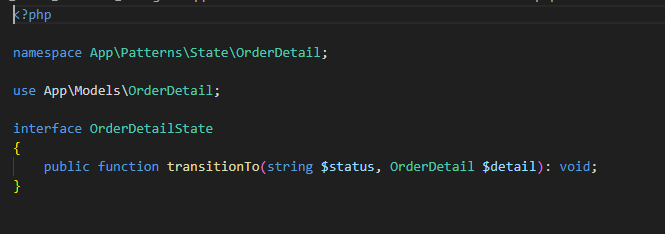 <?php
namespace App\Patterns\State\OrderDetail;
use App\Models\OrderDetail;
interface OrderDetailState
{
    public function transitionTo(string $status, OrderDetail $detail): void;
}